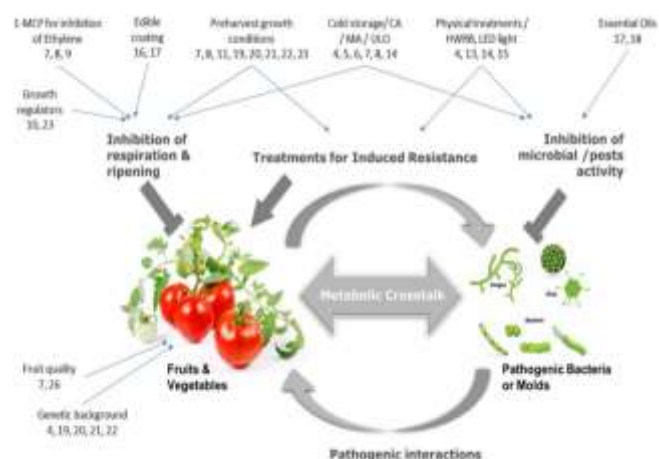 1-MCP for inhibition
of Ethylene
7, 8, 9
Edible
coating
16, 17
Preharvest growth
conditions
7, 8, 11, 19, 20, 21, 22, 23
Cold storage/ CA
/ MA / ULO
4, 5, 6, 7, 8, 14
Physical treatments /
HWRB, LED light
4, 13, 14, 15
Essential Oils
17, 18
Growth
regulators
10, 23
Inhibition of
respiration &
ripening
Treatments for Induced Resistance
Inhibition of
microbial /pests
activity
Metabolic Crosstalk
Fungus
Virus
Bacteria
Fruit quality
7, 26
Fruits &
Vegetables
Pathogenic Bacteria
or Molds
Genetic background
4, 19, 20, 21, 22
Pathogenic interactions